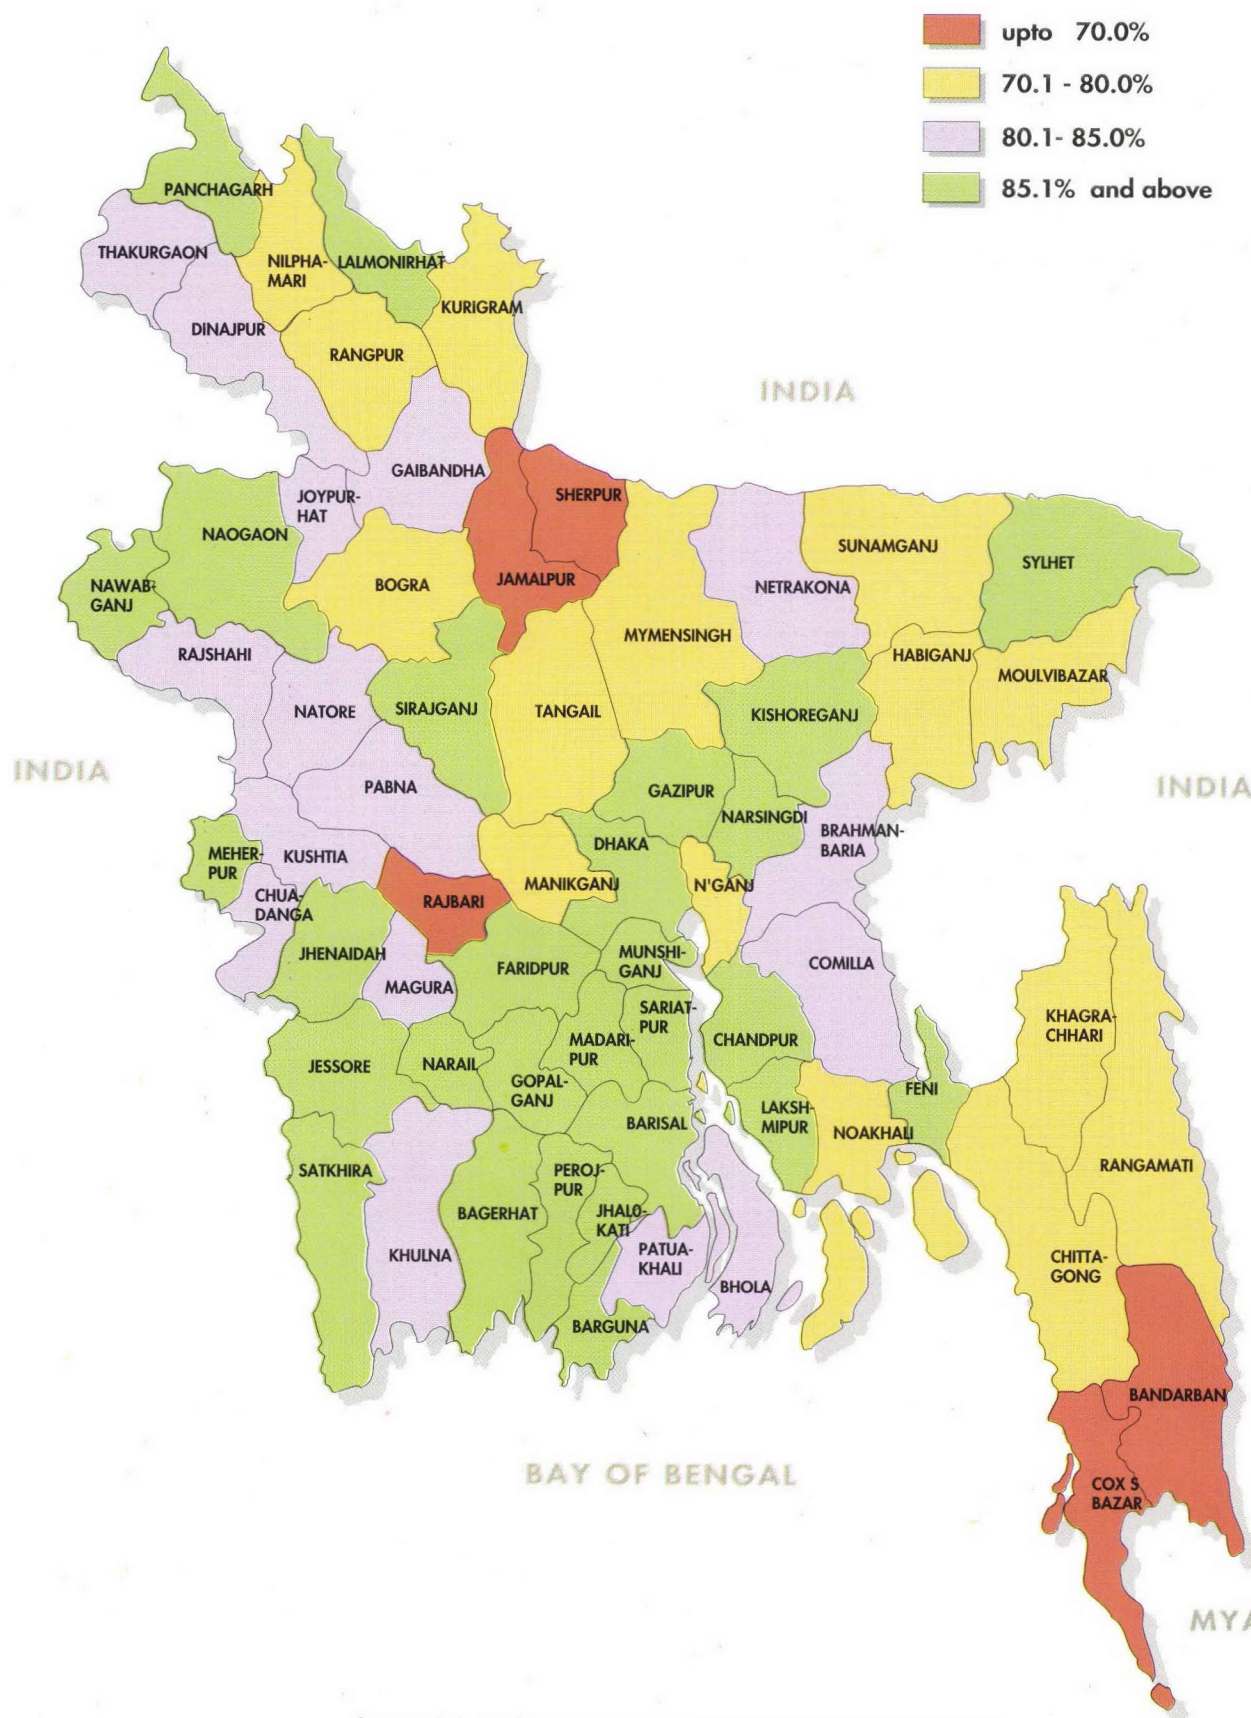 upto 70.0%
70.1 - 80.0%
80.1- 85.0%
85.1% and above
PANCHAGARH
THAKURGAON
NILPHA-
MARI
LALMONIRHAT
KURIGRAM
DINAJPUR
RANGPUR
INDIA
GAIBANDHA
JOYPUR-
HAT
SHERPUR
NAOGAON
JAMALPUR
SUNAMGANJ
SYLHET
NAWAB-
GANJ
BOGRA
NETRAKONA
MYMENSINGH
RAJSHAHI
HABIGANJ
MOULVIBAZAR
NATORE
SIRAJGANJ
TANGAIL
KISHOREGANJ
INDIA
PABNA
GAZIPUR
INDIA
NARSINGDI
BRAHMAN-
BARIA
DHAKA
MEHER-
PUR
KUSHTIA
MANIKGANJ
N'GANJ
CHUA-
DANGA
RAJBARI
JHENAIDAH
FARIDPUR
MUNSHI-
GANJ
COMILLA
MAGURA
SARIAT-
PUR
KHAGRA-
CHHARI
JESSORE
NARAIL
MADARI-
PUR
CHANDPUR
GOPAL-
GANJ
FENI
BARISAL
LAKSH-
MIPUR
NOAKHALI
SATKHIRA
PEROJ-
PUR
RANGAMATI
BAGERHAT
JHALO-
KATI
KHULNA
PATUA-
KHALI
BHOLA
CHITTA-
GONG
BARGUNA
BANDARBAN
BAY OF BENGAL
COX S
BAZAR
MYA